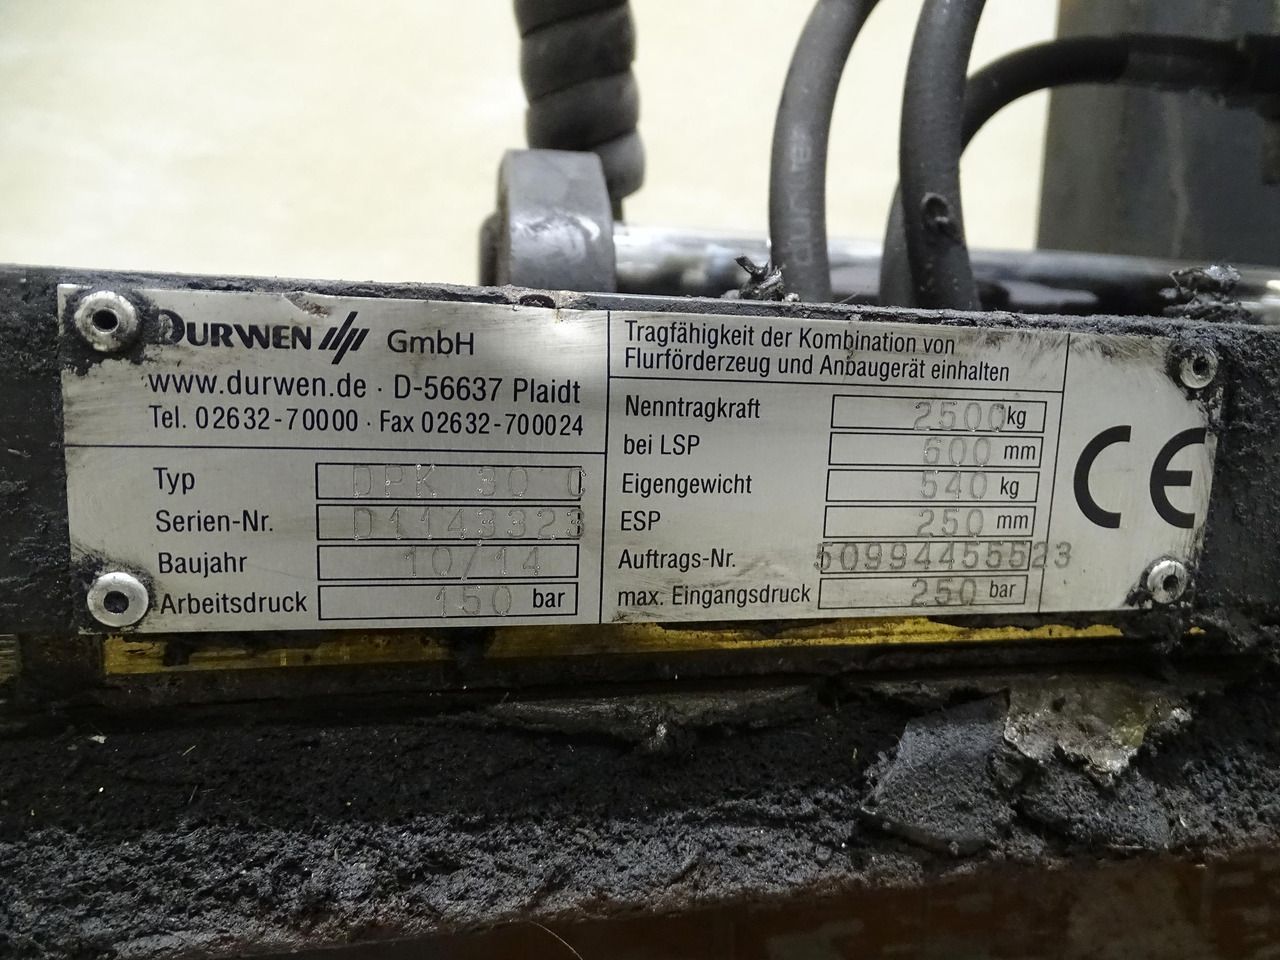 DURWEN GmbH
www.durwen.de · D-56637 Plaidt
Tel. 02632-70000 · Fax 02632-700024
Typ DPK 30 C
Serien-Nr. D1143323
Baujahr 10/14
Arbeitsdruck 150 bar
Tragfähigkeit der Kombination von
Flurförderzeug und Anbaugerät einhalten
Nenntragkraft 2500 kg
bei LSP 600 mm
Eigengewicht 540 kg
ESP 250 mm
Auftrags-Nr. 50994455523
max. Eingangsdruck 250 bar
CE